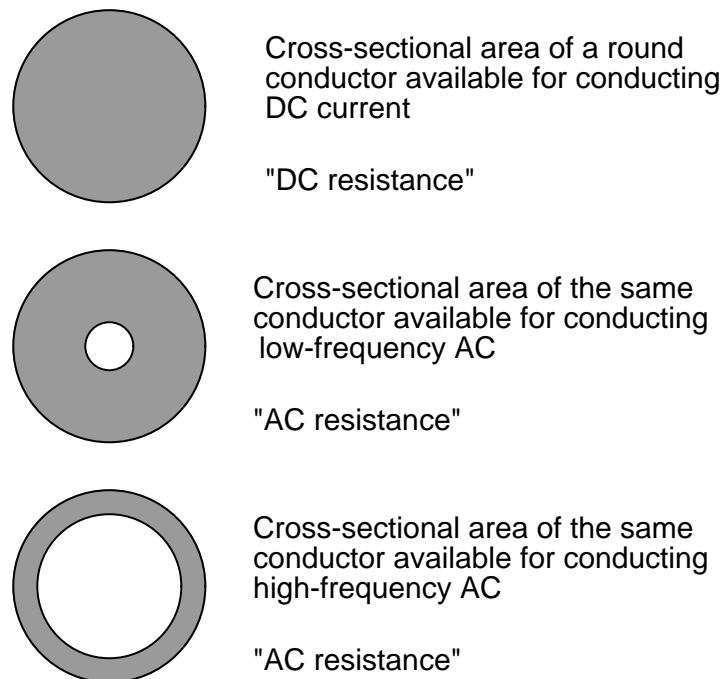 Cross-sectional area of a round
conductor available for conducting
DC current
"DC resistance"
Cross-sectional area of the same
conductor available for conducting
low-frequency AC
"AC resistance"
Cross-sectional area of the same
conductor available for conducting
high-frequency AC
"AC resistance"